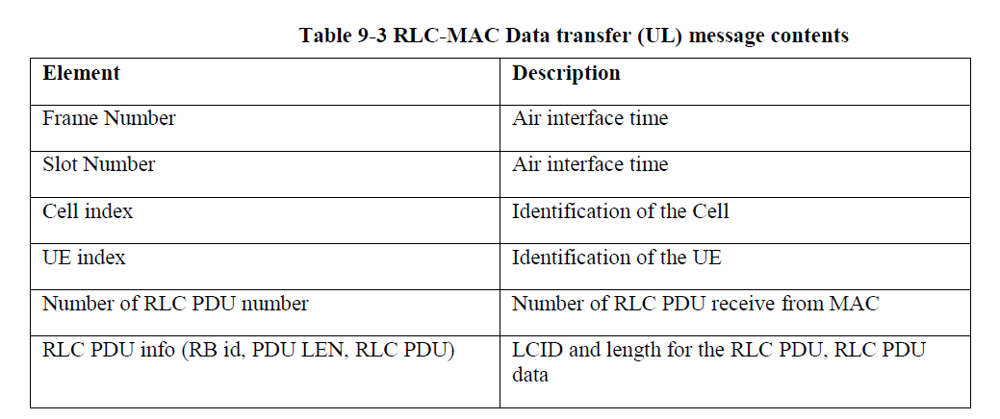 Table 9-3 RLC-MAC Data transfer (UL) message contents
Element Description
Frame Number Air interface time
Slot Number Air interface time
Cell index Identification of the Cell
UE index Identification of the UE
Number of RLC PDU number Number of RLC PDU receive from MAC
RLC PDU info (RB id, PDU LEN, RLC PDU) LCID and length for the RLC PDU, RLC PDU
data